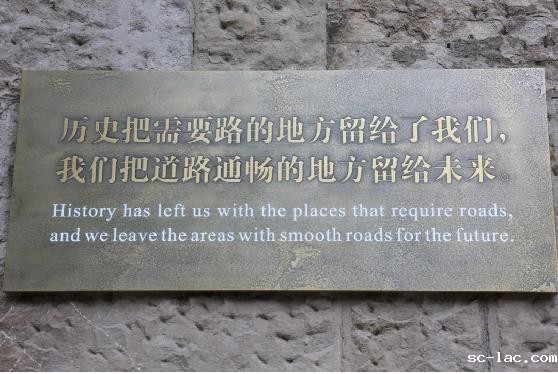 历史把需要路的地方留给了我们，
我们把道路通畅的地方留给未来。
History has left us with the places that require roads,
and we leave the areas with smooth roads for the future.
sc-lac.com